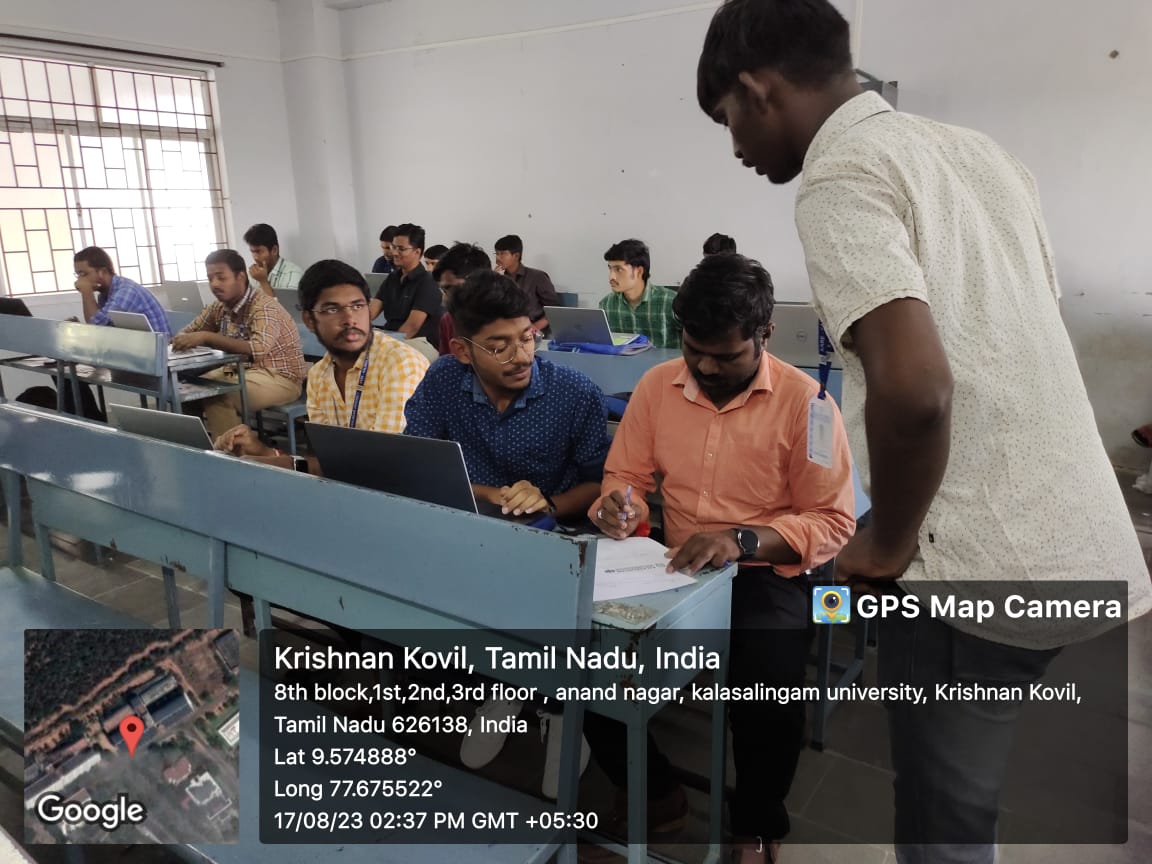 GPS Map Camera
Krishnan Kovil, Tamil Nadu, India
8th block,1st,2nd,3rd floor , anand nagar, kalasalingam university, Krishnan Kovil,
Tamil Nadu 626138, India
Lat 9.574888°
Long 77.675522°
17/08/23 02:37 PM GMT +05:30
Google